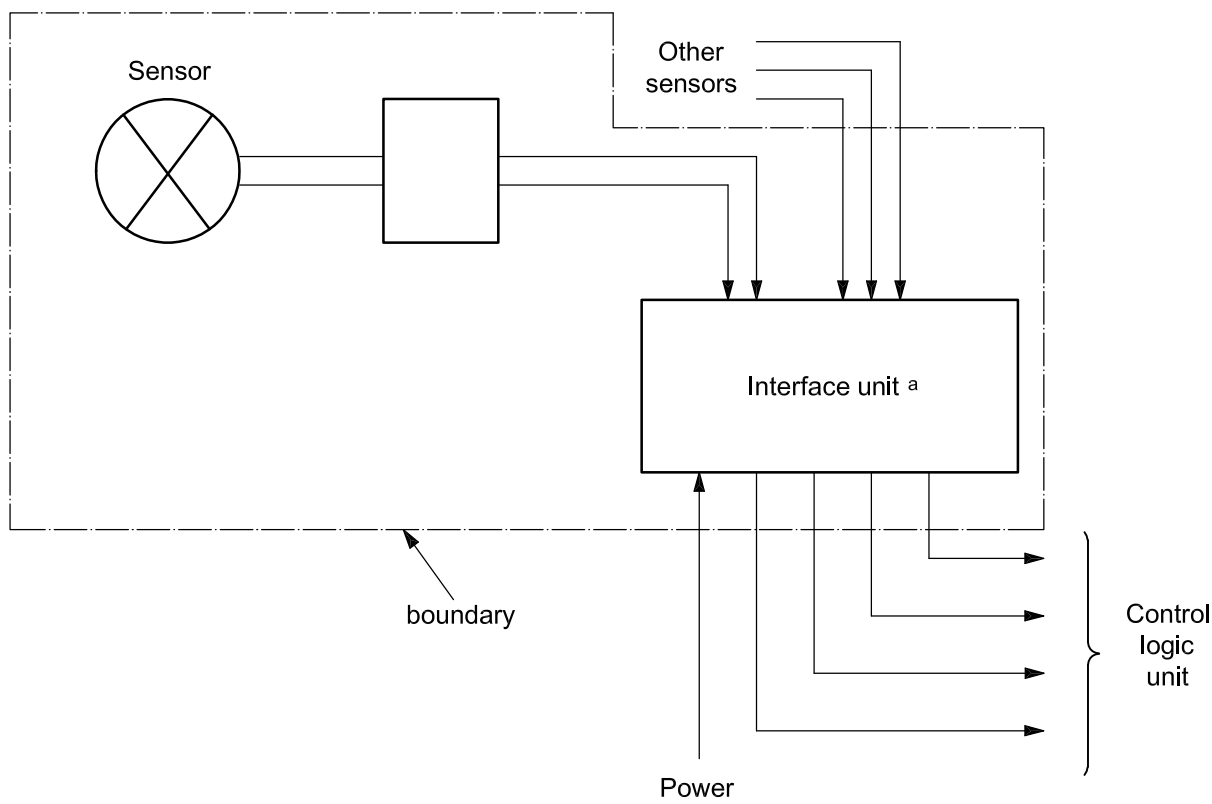 Sensor
Other
sensors
Interface unit a
boundary
Control
logic
unit
Power